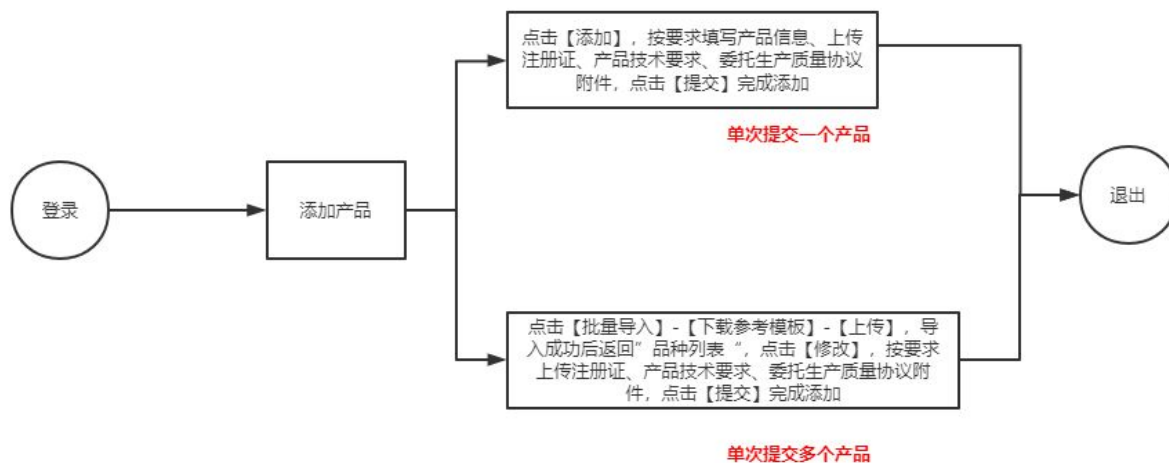 点击【添加】，按要求填写产品信息、上传
注册证、产品技术要求、委托生产质量协议
附件，点击【提交】完成添加
单次提交一个产品
登录
添加产品
退出
点击【批量导入】-【下载参考模板】-【上传】，导
入成功后返回”品种列表“，点击【修改】，按要求
上传注册证、产品技术要求、委托生产质量协议附
件，点击【提交】完成添加
单次提交多个产品